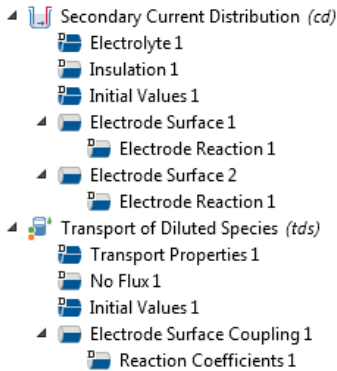 Secondary Current Distribution (cd)
Electrolyte 1
Insulation 1
Initial Values 1
Electrode Surface 1
Electrode Reaction 1
Electrode Surface 2
Electrode Reaction 1
Transport of Diluted Species (tds)
Transport Properties 1
No Flux 1
Initial Values 1
Electrode Surface Coupling 1
Reaction Coefficients 1